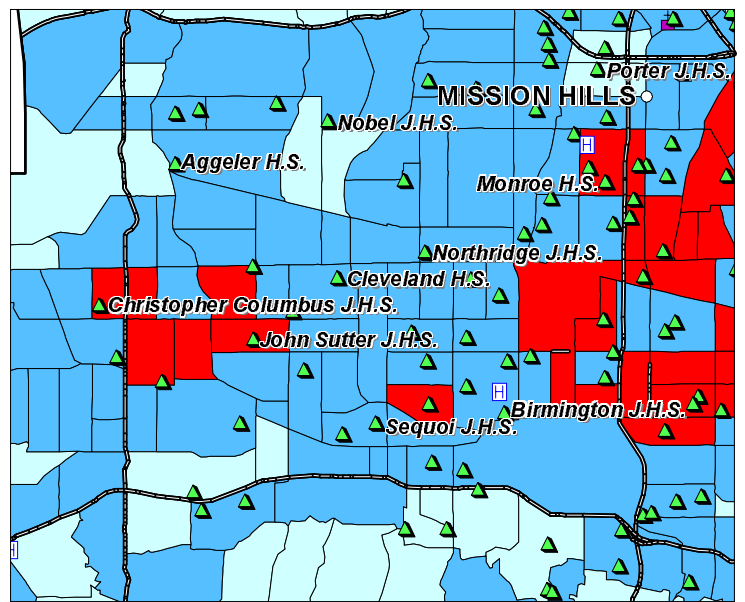 Porter J.H.S.
MISSION HILLS
Nobel J.H.S.
H
Aggeler H.S.
Monroe H.S.
Northridge J.H.S.
Cleveland H.S.
Christopher Columbus J.H.S.
John Sutter J.H.S.
H
Birmington J.H.S.
Sequoi J.H.S.
H